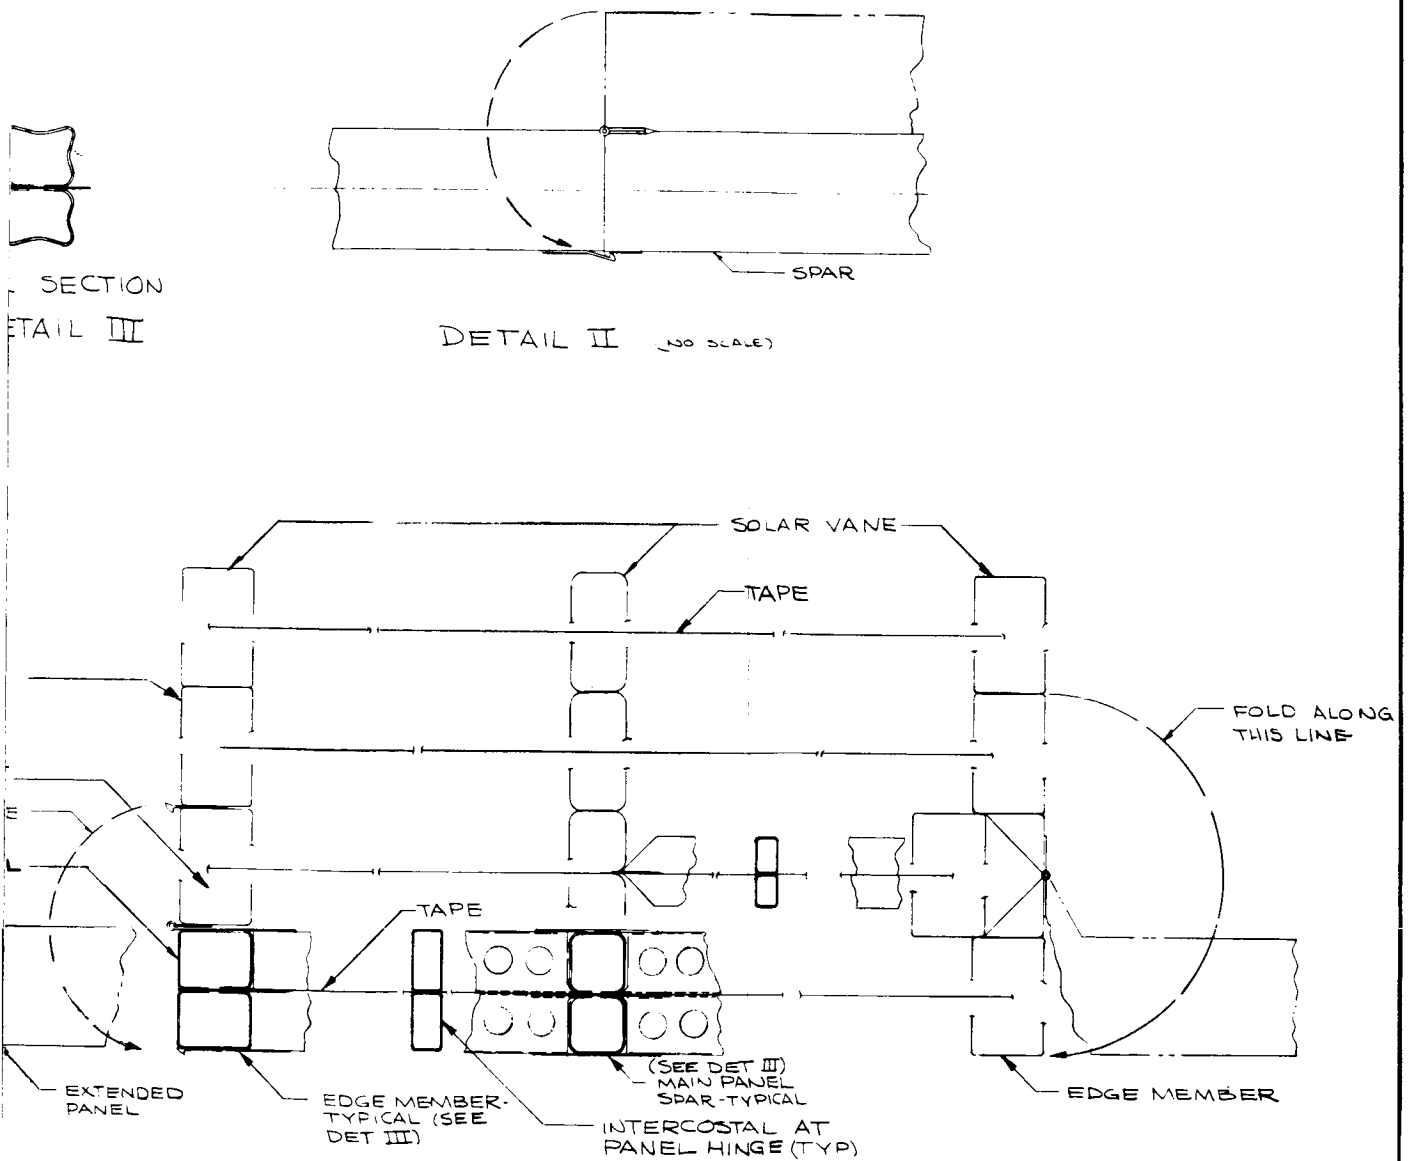 SECTION
ETAIL III
SPAR
DETAIL II (NO SCALE)
SOLAR VANE
TAPE
FOLD ALONG
THIS LINE
E
L
TAPE
EXTENDED
PANEL
EDGE MEMBER-
TYPICAL (SEE
DET III)
(SEE DET III)
MAIN PANEL
SPAR-TYPICAL
INTERCOSTAL AT
PANEL HINGE (TYP)
EDGE MEMBER